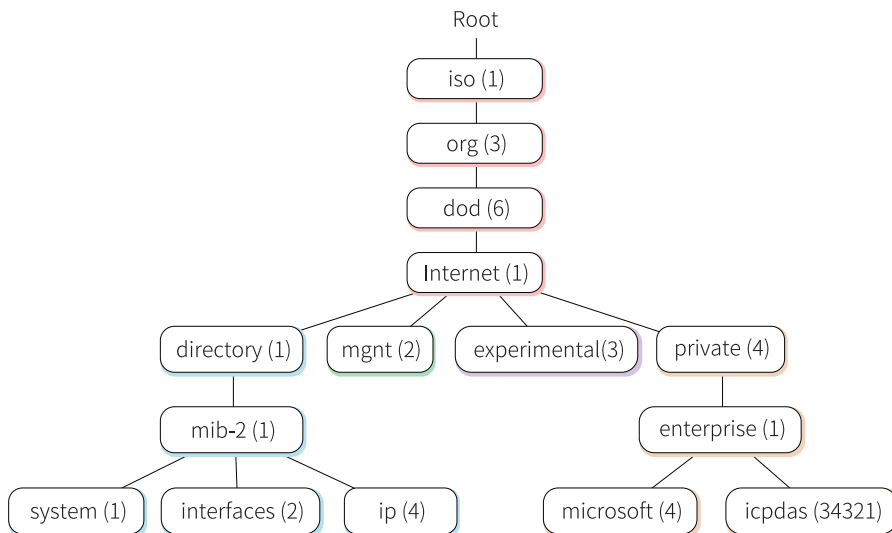 Root
iso (1)
org (3)
dod (6)
Internet (1)
directory (1)
mgnt (2)
experimental(3)
private (4)
mib-2 (1)
enterprise (1)
system (1)
interfaces (2)
ip (4)
microsoft (4)
icpdas (34321)